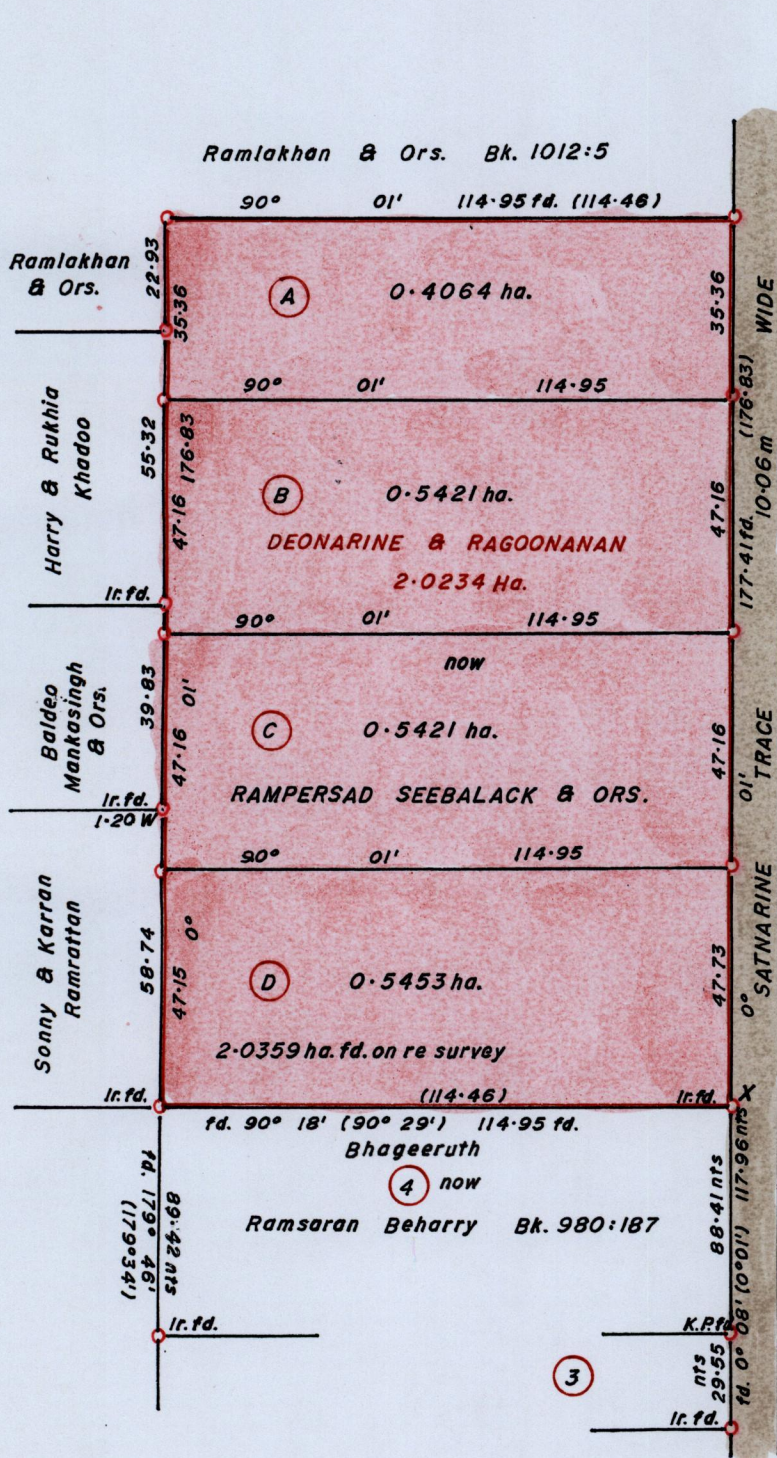 Ramlakhan & Ors. Bk. 1012:5
90° 01' 114·95 fd. (114·46)
Ramlakhan
& Ors.
22·93
35·36
A
0·4064 ha.
35·36
WIDE
90° 01' 114·95
(176·83)
Harry & Rukhia
Khadoo
55·32
47·16 176·83
B
0·5421 ha.
DEONARINE & RAGOONANAN
2·0234 Ha.
47·16
177·41 fd.
10·06 m
Ir. fd.
90° 01' 114·95
now
Baldeo
Mankasingh
& Ors.
39·83
47·16 01'
C
0·5421 ha.
47·16
01'
TRACE
RAMPERSAD SEEBALACK & ORS.
Ir. fd.
1·20 W
90° 01' 114·95
Sonny & Karran
Ramrattan
58·74
47·15 0°
D
0·5453 ha.
47·73
0°
SATNARINE
2·0359 ha. fd. on re survey
Ir. fd.
(114·46)
Ir. fd.
X
fd. 90° 18' (90° 29') 114·95 fd.
Bhageeruth
4 now
Ramsaran Beharry Bk. 980:187
89·42 nts
fd. 179° 46'
(179°34')
88·41 nts
fd. 0° 08' (0°01') 117·96 nts
Ir. fd.
K.P. fd
3
nts
29·55
Ir. fd.